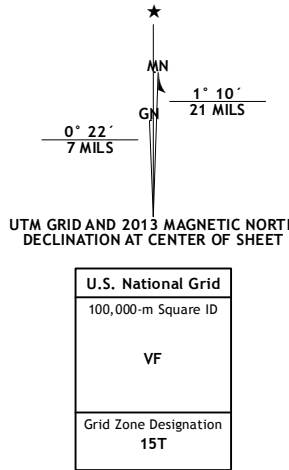 ★
MN
GN
1° 10´
21 MILS
0° 22´
7 MILS
UTM GRID AND 2013 MAGNETIC NORT
DECLINATION AT CENTER OF SHEET
U.S. National Grid
100,000-m Square ID
VF
Grid Zone Designation
15T